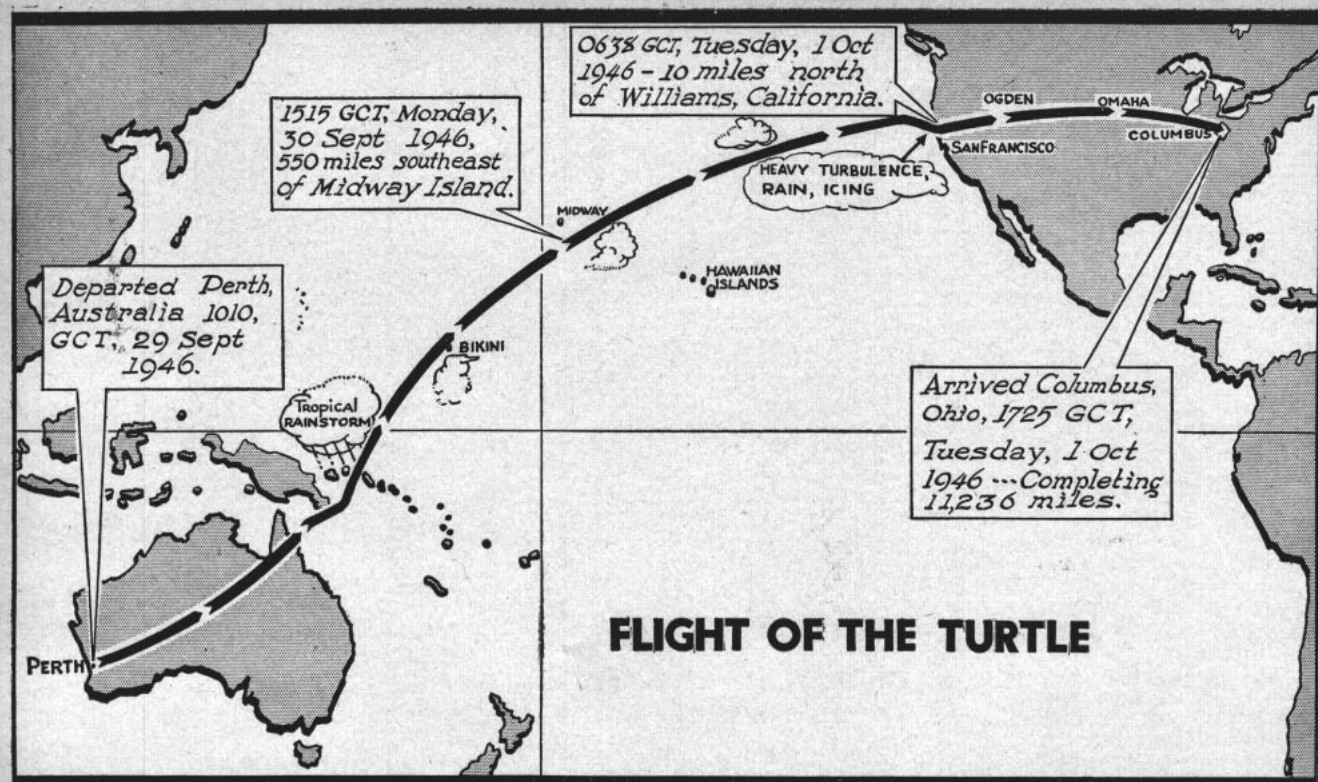 0638 GCT, Tuesday, 1 Oct
1946 - 10 miles north
of Williams, California.
1515 GCT, Monday,
30 Sept 1946,
550 miles southeast
of Midway Island.
OGDEN
OMAHA
COLUMBUS
SAN FRANCISCO
HEAVY TURBULENCE,
RAIN, ICING
MIDWAY
HAWAIIAN
ISLANDS
Departed Perth,
Australia 1010,
GCT, 29 Sept
1946.
BIKINI
Tropical
RAINSTORM
Arrived Columbus,
Ohio, 1725 GCT,
Tuesday, 1 Oct
1946 --- Completing
11,236 miles.
FLIGHT OF THE TURTLE
PERTH